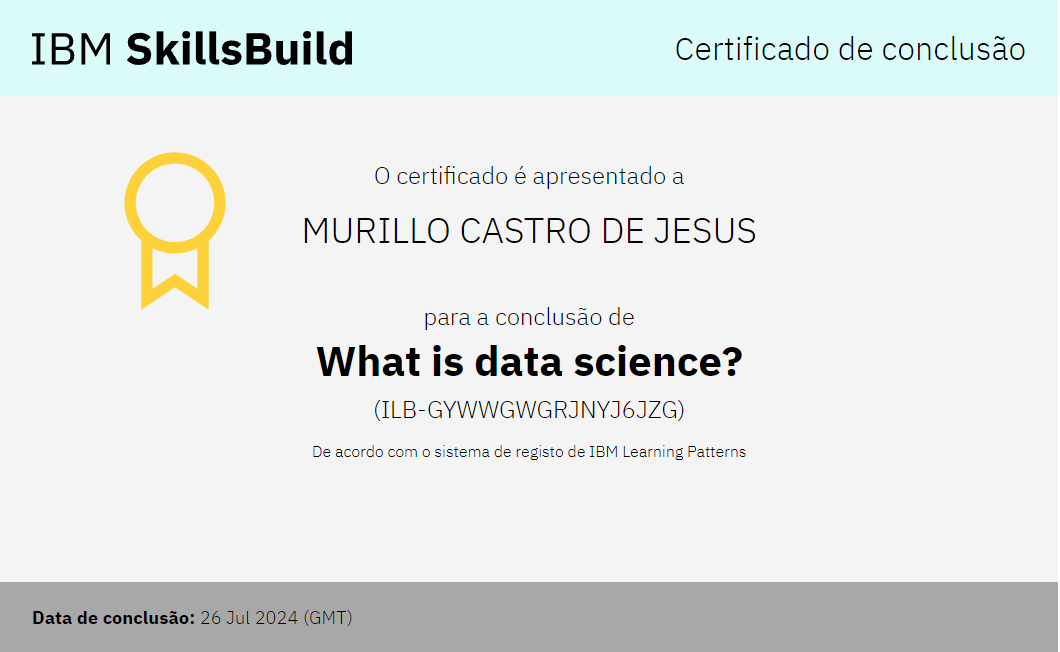 IBM SkillsBuild
Certificado de conclusão
O certificado é apresentado a
MURILLO CASTRO DE JESUS
para a conclusão de
What is data science?
(ILB-GYWWGWGRJNYJ6JZG)
De acordo com o sistema de registo de IBM Learning Patterns
Data de conclusão: 26 Jul 2024 (GMT)